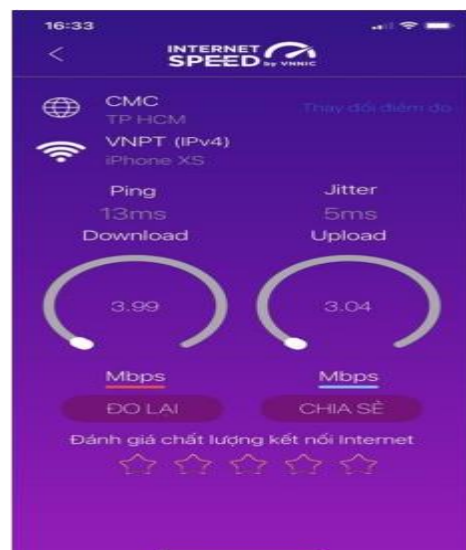 16:33
INTERNET
SPEED by VNNIC
CMC
TP HCM
Thay đổi điểm đo
VNPT (IPv4)
iPhone XS
Ping
Jitter
13ms
5ms
Download
Upload
3.99
3.04
Mbps
Mbps
ĐO LẠI
CHIA SẺ
Đánh giá chất lượng kết nối Internet